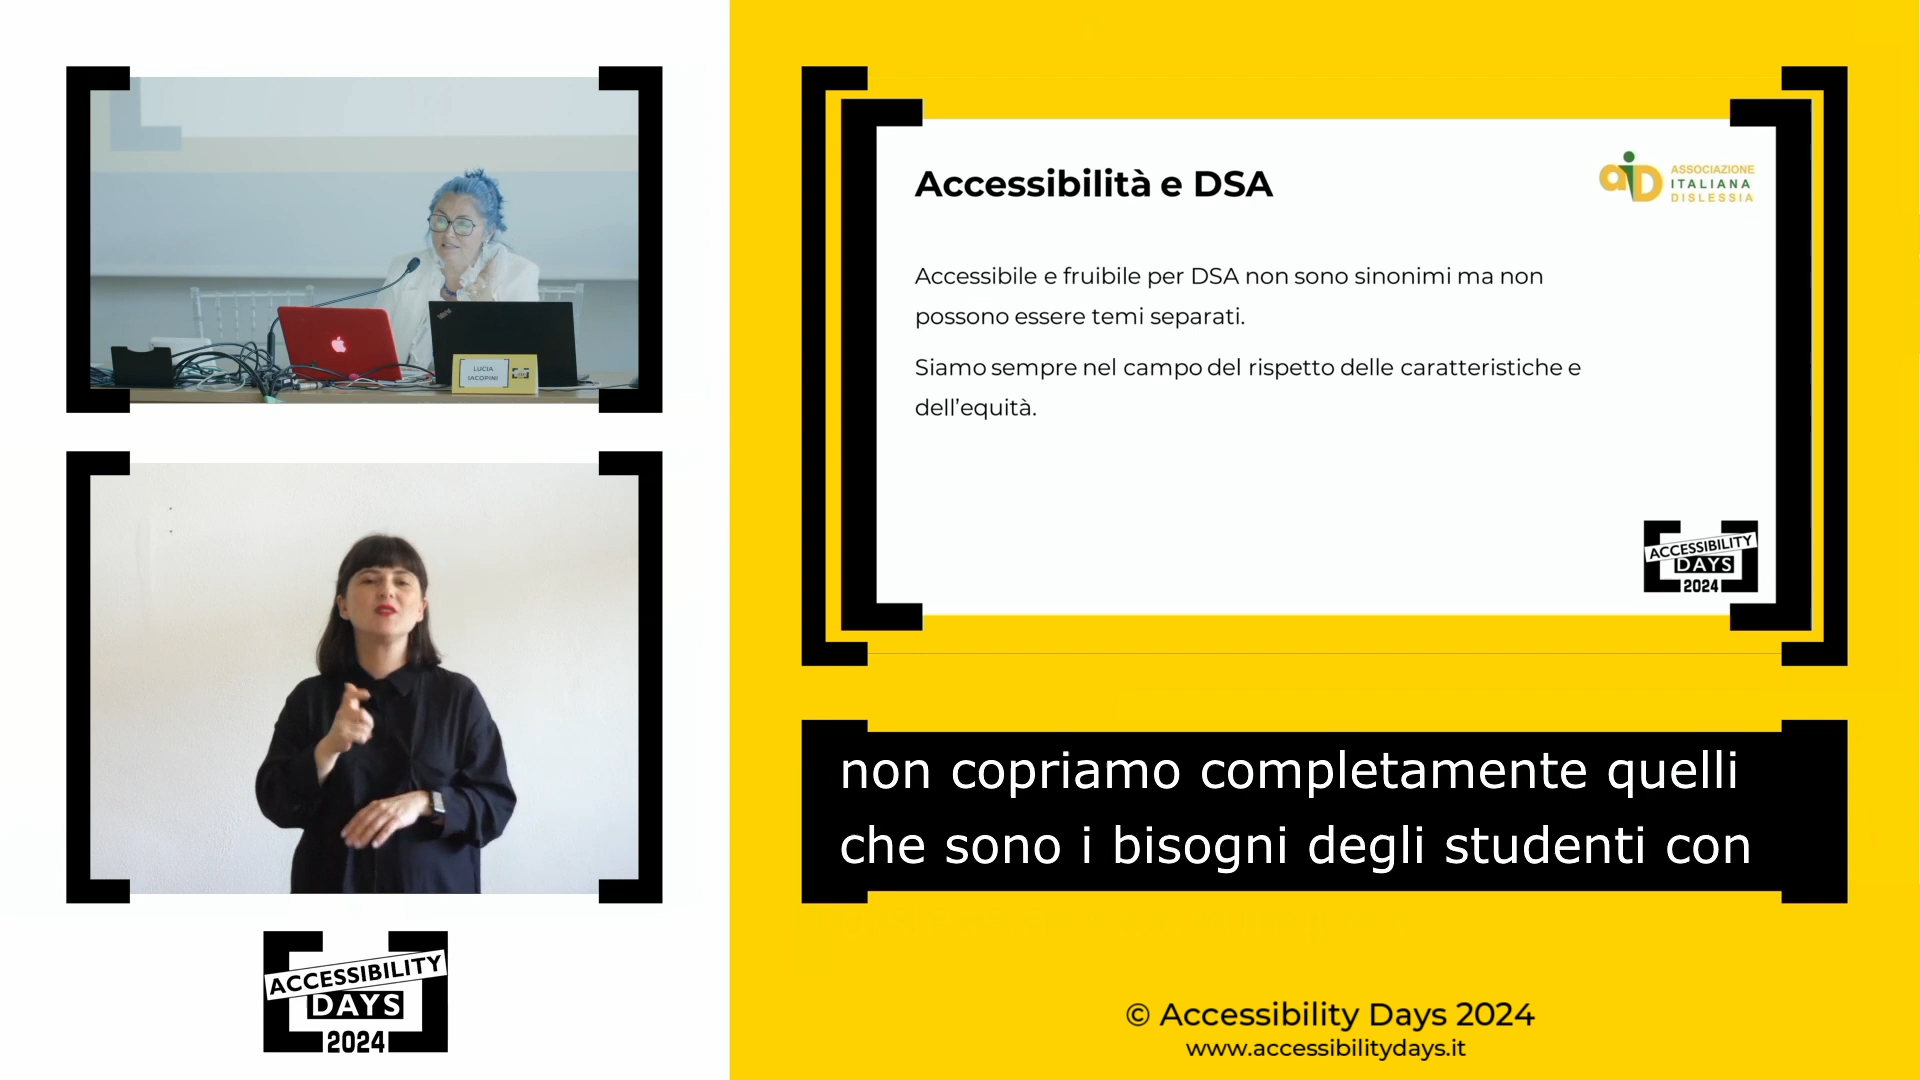 LUCIA
IACOPINI
ACCESSIBILITY
DAYS
2024
Accessibilità e DSA
aiD ASSOCIAZIONE
ITALIANA
DISLESSIA
Accessibile e fruibile per DSA non sono sinonimi ma non
possono essere temi separati.
Siamo sempre nel campo del rispetto delle caratteristiche e
dell’equità.
ACCESSIBILITY
DAYS
2024
non copriamo completamente quelli
che sono i bisogni degli studenti con
© Accessibility Days 2024
www.accessibilitydays.it